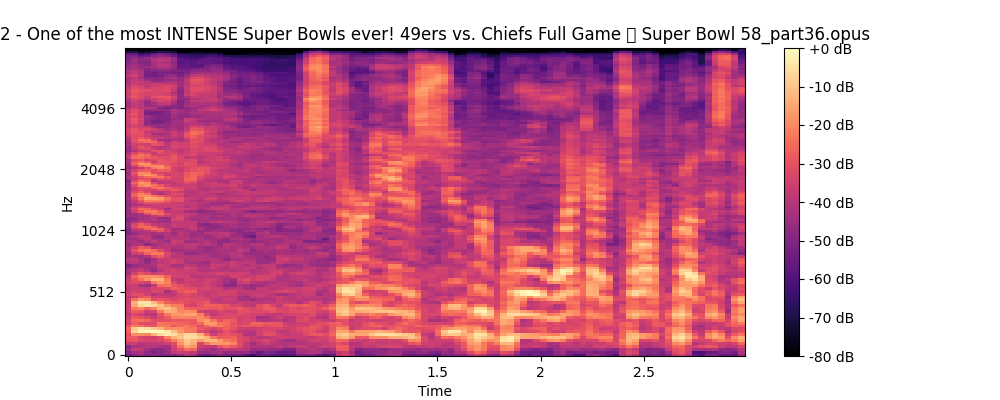 2 - One of the most INTENSE Super Bowls ever! 49ers vs. Chiefs Full Game ▯ Super Bowl 58_part36.opus
+0 dB
4096
-10 dB
-20 dB
2048
-30 dB
Hz
1024
-40 dB
-50 dB
512
-60 dB
-70 dB
0
-80 dB
0 0.5 1 1.5 2 2.5
Time